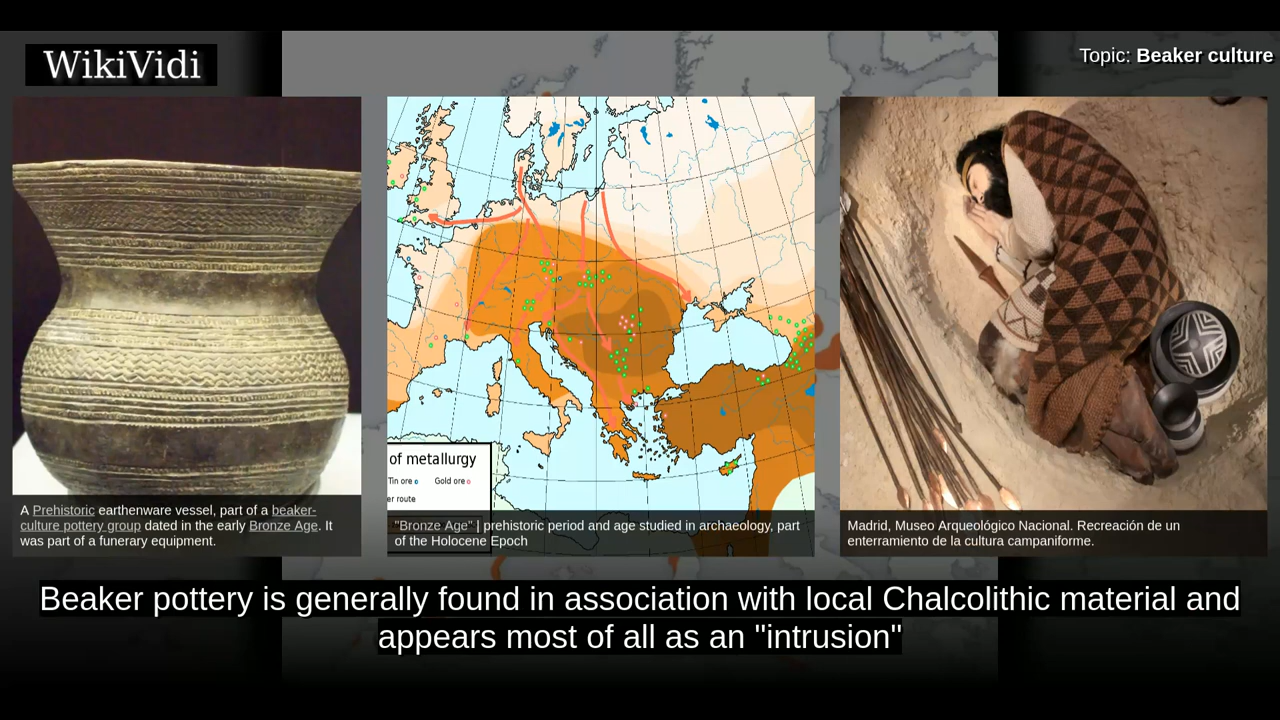 WikiVidi
Topic: Beaker culture
of metallurgy
Tin ore
Gold ore
er route
A Prehistoric earthenware vessel, part of a beaker-
culture pottery group dated in the early Bronze Age. It
was part of a funerary equipment.
"Bronze Age" | prehistoric period and age studied in archaeology, part
of the Holocene Epoch
Madrid, Museo Arqueológico Nacional. Recreación de un
enterramiento de la cultura campaniforme.
Beaker pottery is generally found in association with local Chalcolithic material and
appears most of all as an "intrusion"